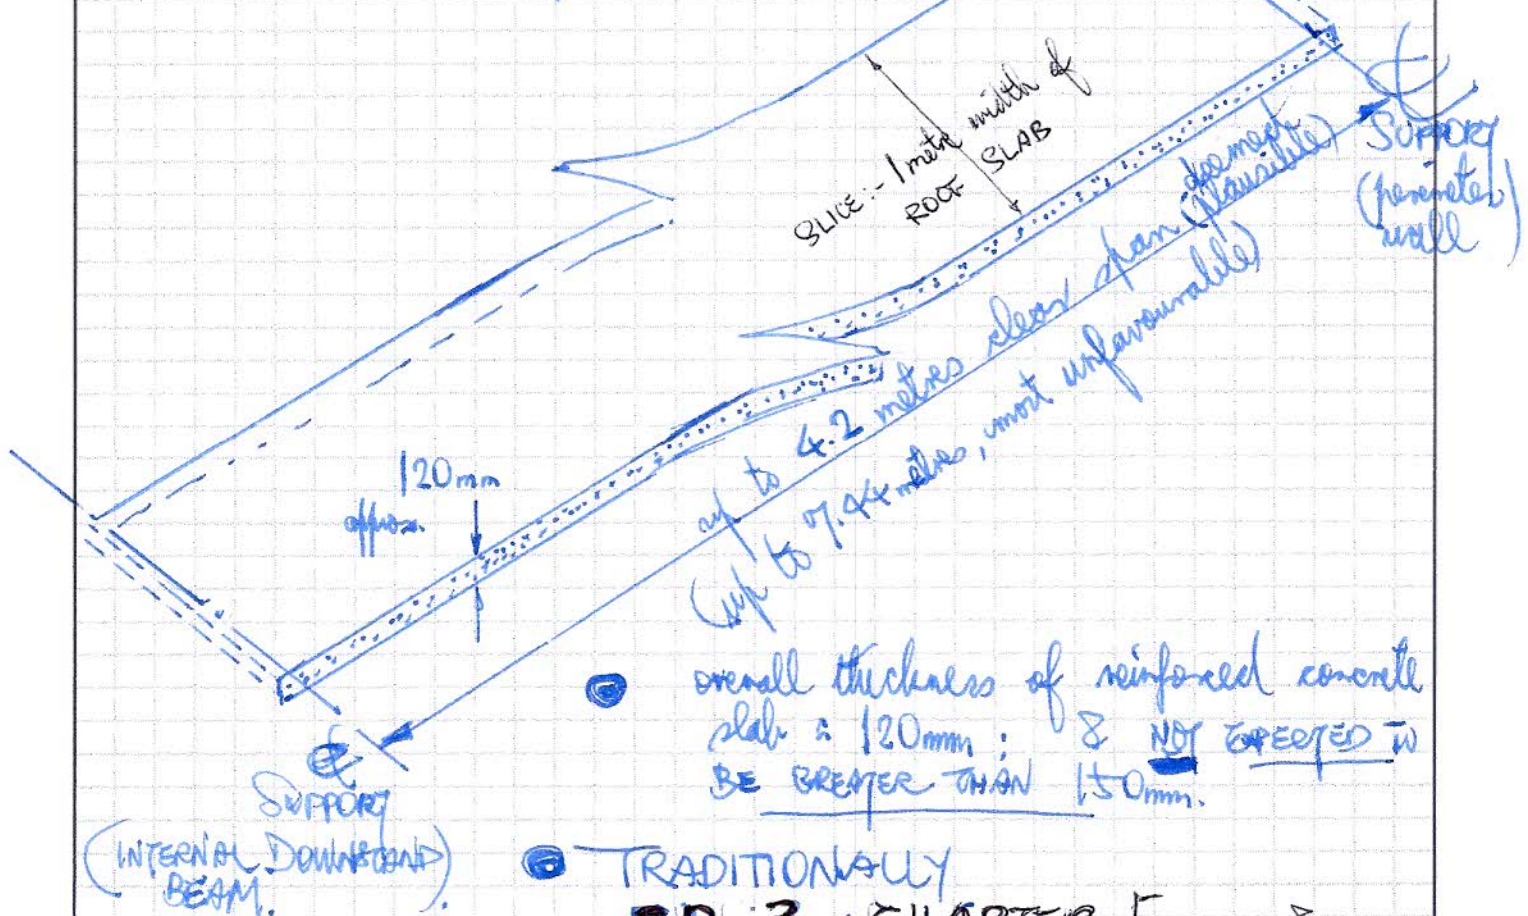 SLICE:- 1 metre width of
ROOF SLAB
SUPPORT
(perimeter
wall)
120mm
approx.
up to 4.2 metres clear span (deemed
plausible)
(up to 7.44 metres, most unfavourable)
overall thickness of reinforced concrete
slab ≈ 120mm; & NOT EXPECTED TO
BE GREATER THAN 150mm.
SUPPORT
(INTERNAL DOWNSTAND)
BEAM.
TRADITIONALLY
CHAPTER